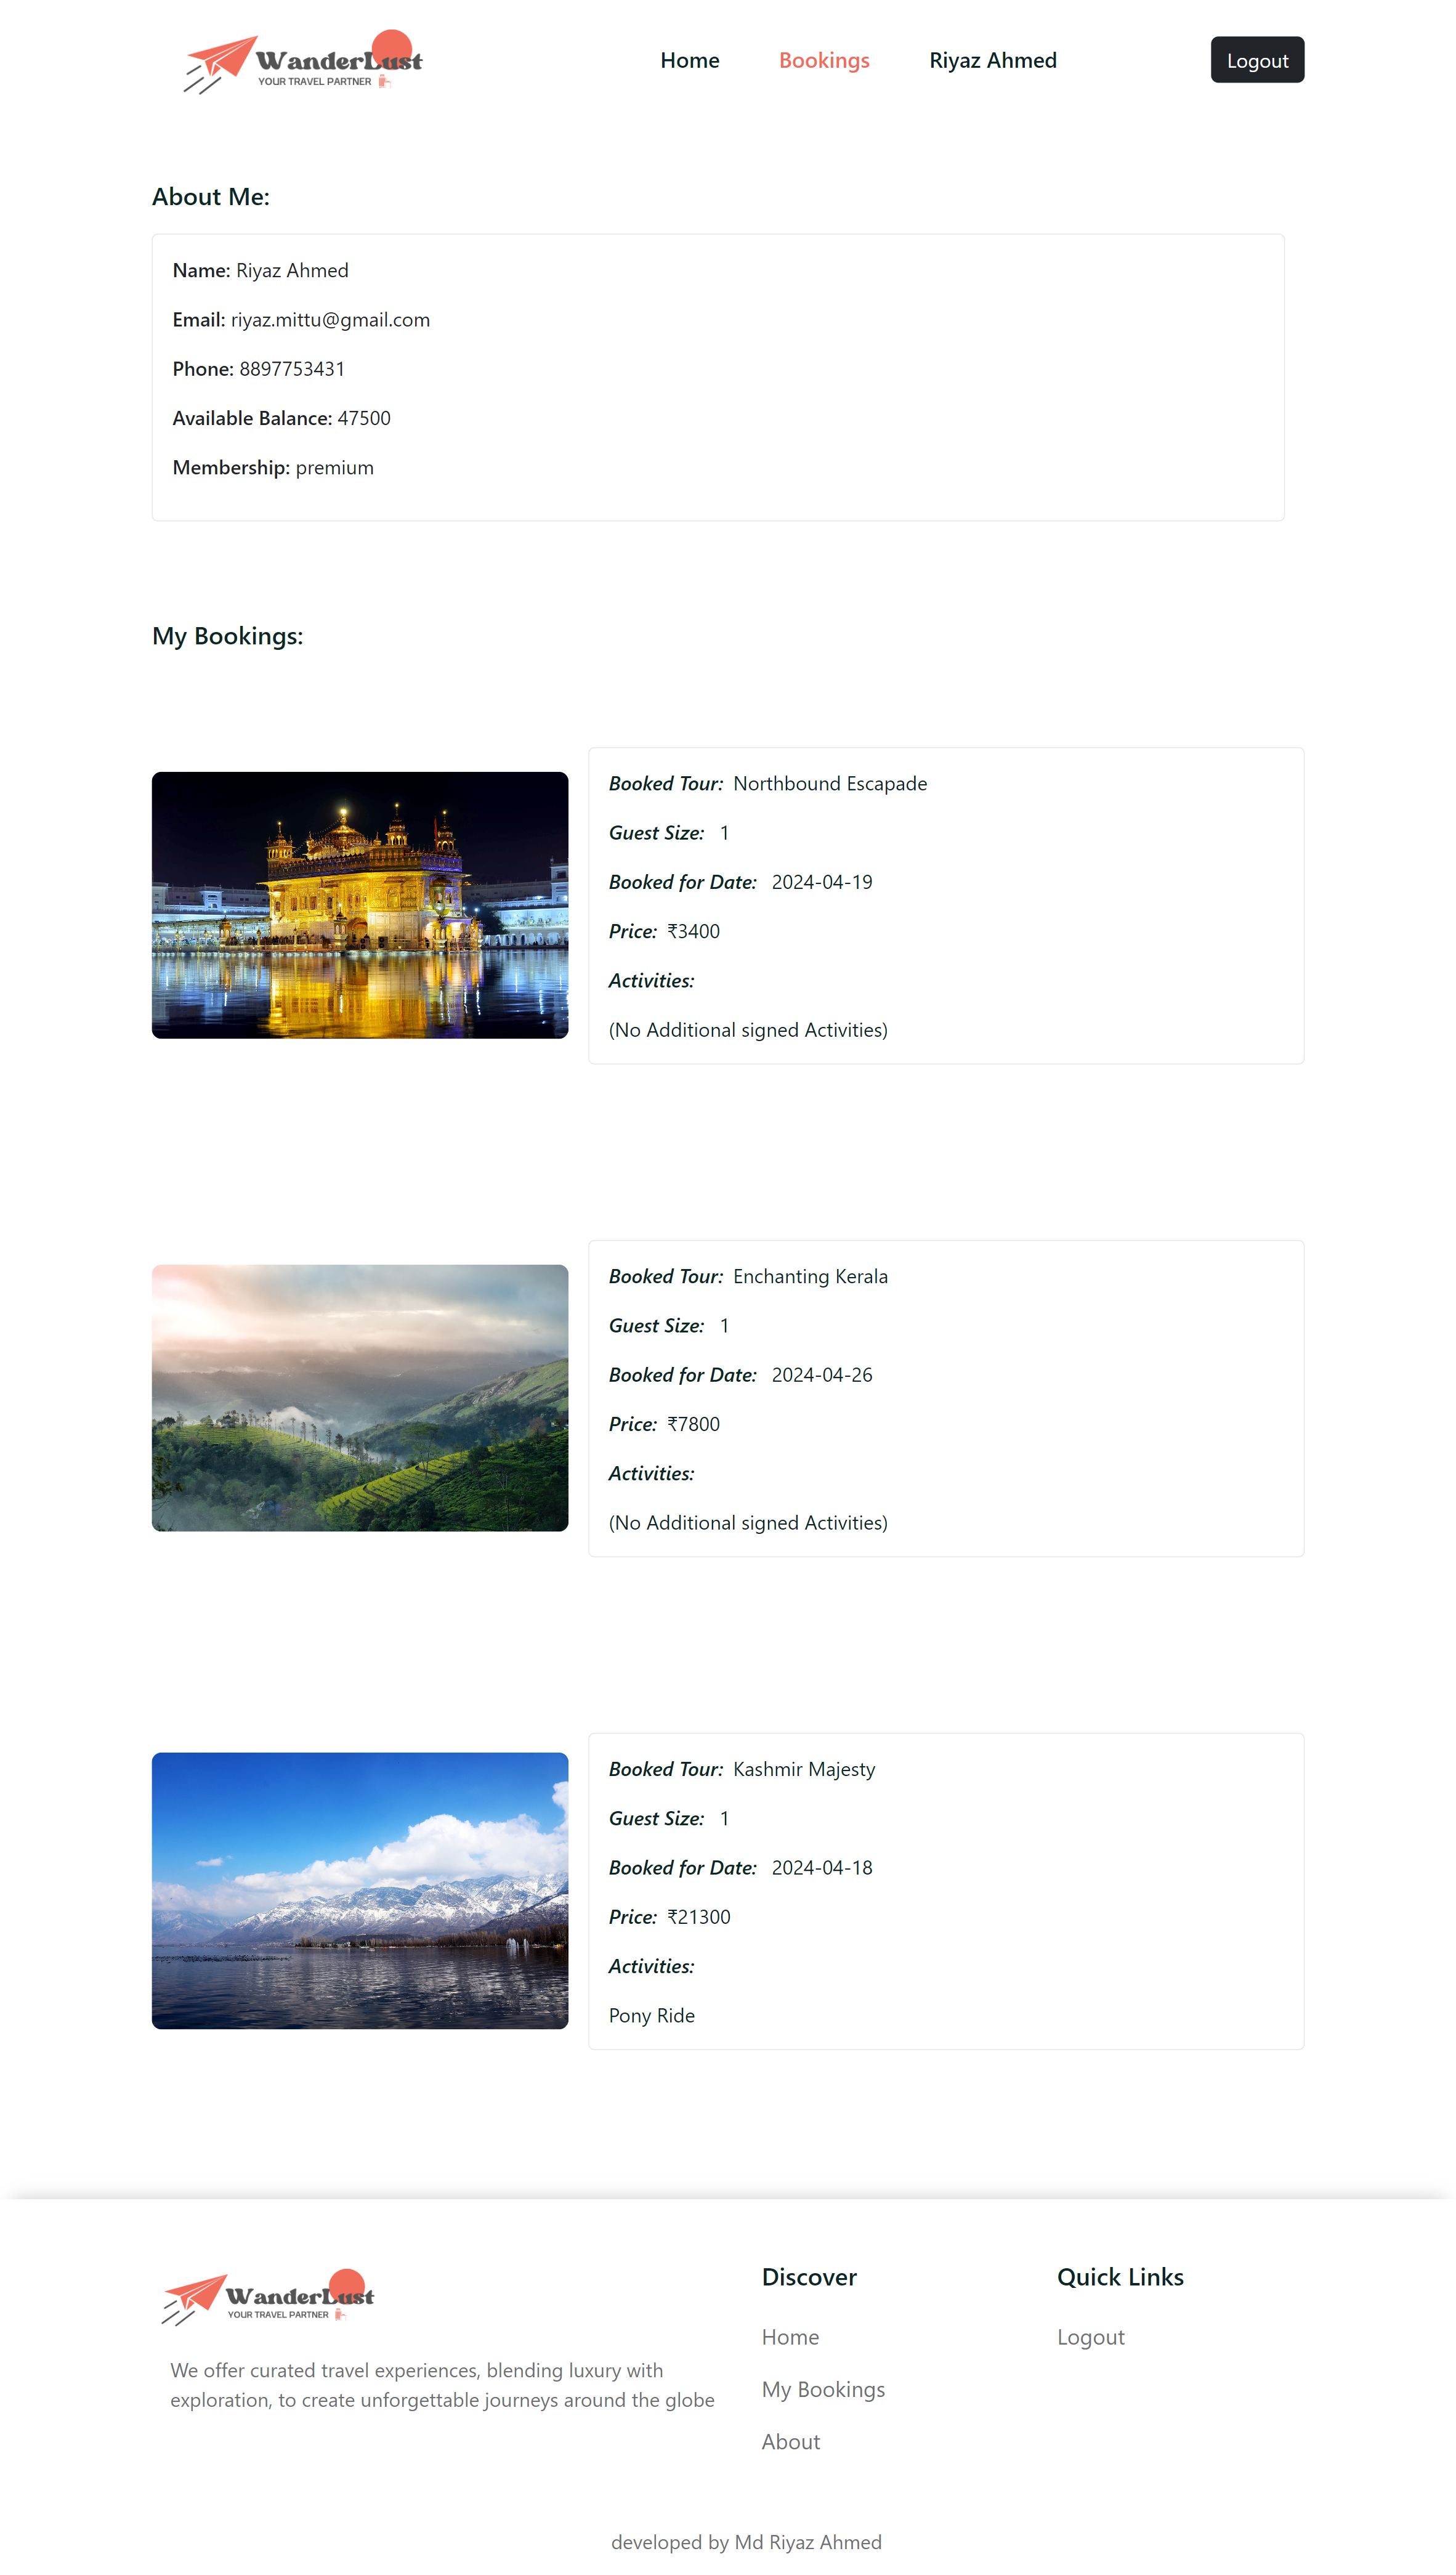 WanderLust
YOUR TRAVEL PARTNER
Home
Bookings
Riyaz Ahmed
Logout
About Me:
Name: Riyaz Ahmed
Email: riyaz.mittu@gmail.com
Phone: 8897753431
Available Balance: 47500
Membership: premium
My Bookings:
Booked Tour: Northbound Escapade
Guest Size: 1
Booked for Date: 2024-04-19
Price: ₹3400
Activities:
(No Additional signed Activities)
Booked Tour: Enchanting Kerala
Guest Size: 1
Booked for Date: 2024-04-26
Price: ₹7800
Activities:
(No Additional signed Activities)
Booked Tour: Kashmir Majesty
Guest Size: 1
Booked for Date: 2024-04-18
Price: ₹21300
Activities:
Pony Ride
WanderLust
YOUR TRAVEL PARTNER
We offer curated travel experiences, blending luxury with
exploration, to create unforgettable journeys around the globe
Discover
Home
My Bookings
About
Quick Links
Logout
developed by Md Riyaz Ahmed